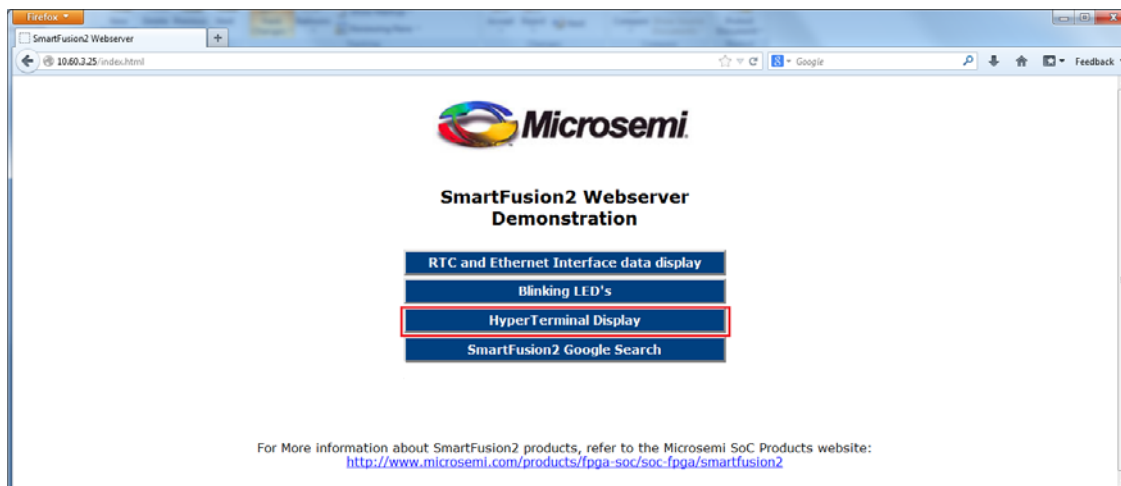 Firefox
SmartFusion2 Webserver
+
10.60.3.25/index.html
Google
Feedback
Microsemi.
SmartFusion2 Webserver
Demonstration
RTC and Ethernet Interface data display
Blinking LED's
HyperTerminal Display
SmartFusion2 Google Search
For More information about SmartFusion2 products, refer to the Microsemi SoC Products website:
http://www.microsemi.com/products/fpga-soc/soc-fpga/smartfusion2